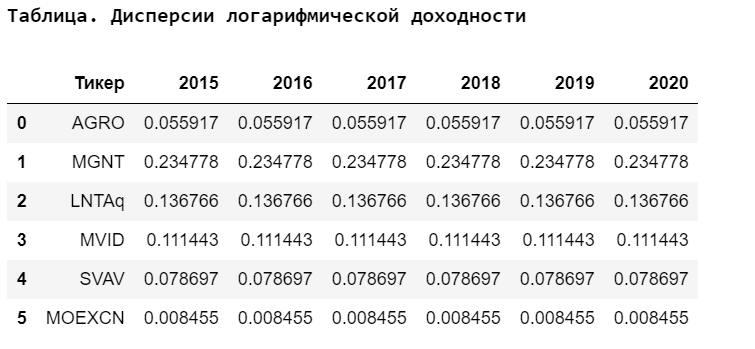 Таблица. Дисперсии логарифмической доходности
Тикер 2015 2016 2017 2018 2019 2020
0 AGRO 0.055917 0.055917 0.055917 0.055917 0.055917 0.055917
1 MGNT 0.234778 0.234778 0.234778 0.234778 0.234778 0.234778
2 LNTAq 0.136766 0.136766 0.136766 0.136766 0.136766 0.136766
3 MVID 0.111443 0.111443 0.111443 0.111443 0.111443 0.111443
4 SVAV 0.078697 0.078697 0.078697 0.078697 0.078697 0.078697
5 MOEXCN 0.008455 0.008455 0.008455 0.008455 0.008455 0.008455